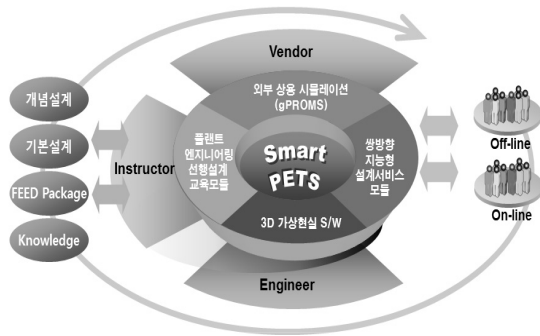 Vendor
외부 상용 시뮬레이션
(gPROMS)
개념설계
기본설계
FEED Package
Knowledge
Instructor
플랜트
엔지니어링
선행설계
교육모듈
Smart
PETS
쌍방향
지능형
설계서비스
모듈
3D 가상현실 S/W
Engineer
Off-line
On-line